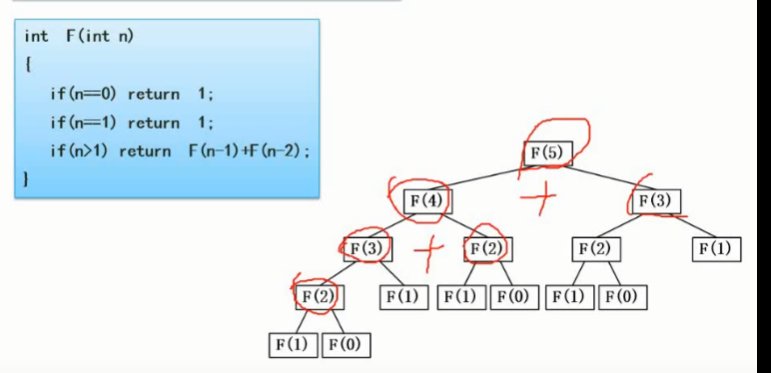 int F(int n)
{
if(n==0) return 1;
if(n==1) return 1;
if(n>1) return F(n-1)+F(n-2);
}
F(5)
F(4) + F(3)
F(3) + F(2) F(2) F(1)
F(2) F(1) F(1) F(0) F(1) F(0)
F(1) F(0)